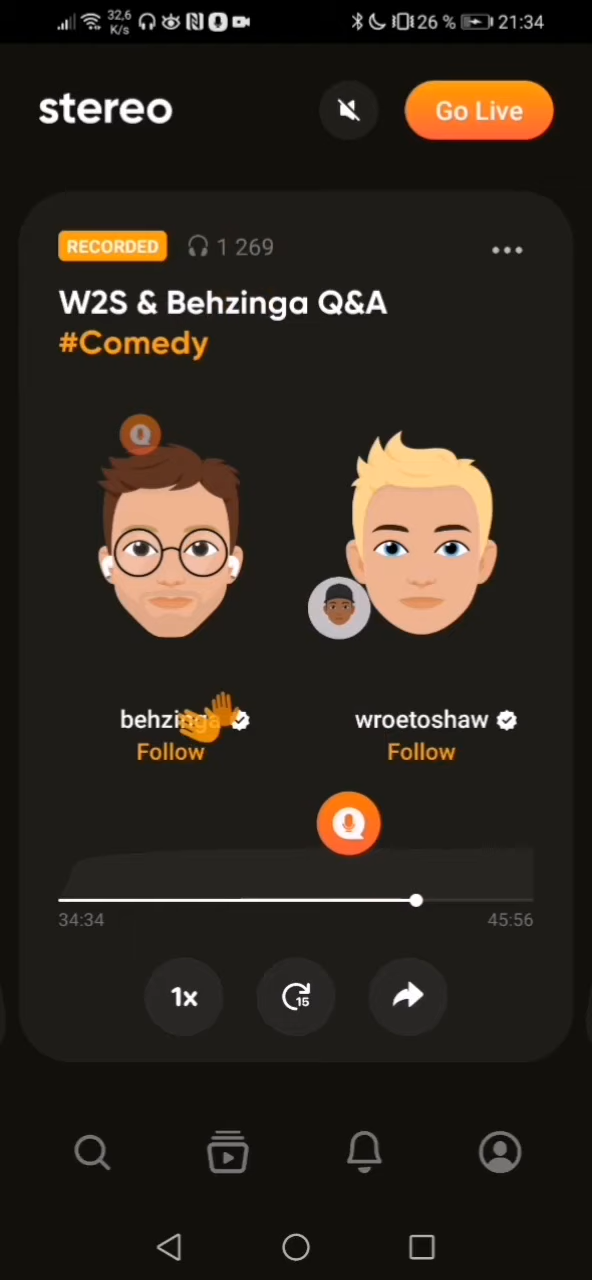 32,6
K/s
26 %
21:34
stereo
Go Live
RECORDED
1 269
W2S & Behzinga Q&A
#Comedy
behzinga
wroetoshaw
Follow
Follow
34:34
45:56
1x
15